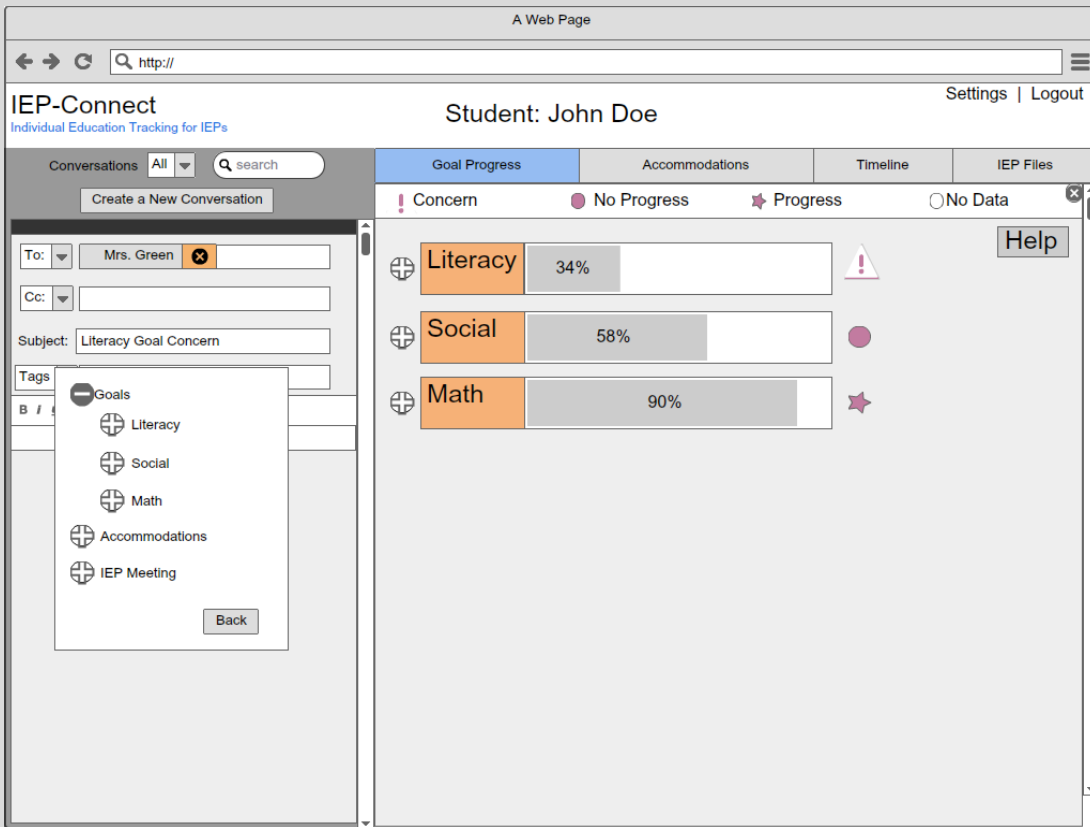 A Web Page
http://
Settings | Logout
IEP-Connect
Individual Education Tracking for IEPs
Student: John Doe
Conversations All search
Create a New Conversation
To: Mrs. Green
Cc:
Subject: Literacy Goal Concern
Tags
B I
Goals
Literacy
Social
Math
Accommodations
IEP Meeting
Back
Goal Progress Accommodations Timeline IEP Files
Concern No Progress Progress No Data
Help
Literacy 34%
Social 58%
Math 90%